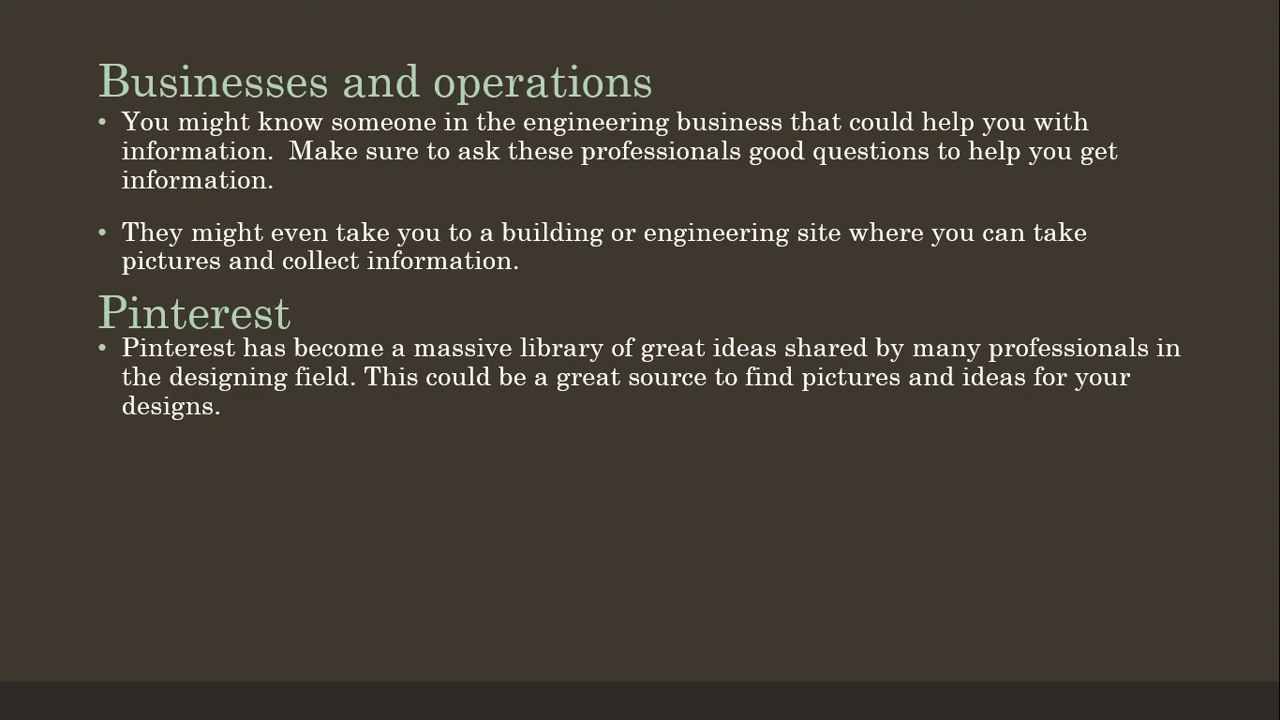 Businesses and operations
• You might know someone in the engineering business that could help you with
information.  Make sure to ask these professionals good questions to help you get
information.
• They might even take you to a building or engineering site where you can take
pictures and collect information.
Pinterest
• Pinterest has become a massive library of great ideas shared by many professionals in
the designing field. This could be a great source to find pictures and ideas for your
designs.